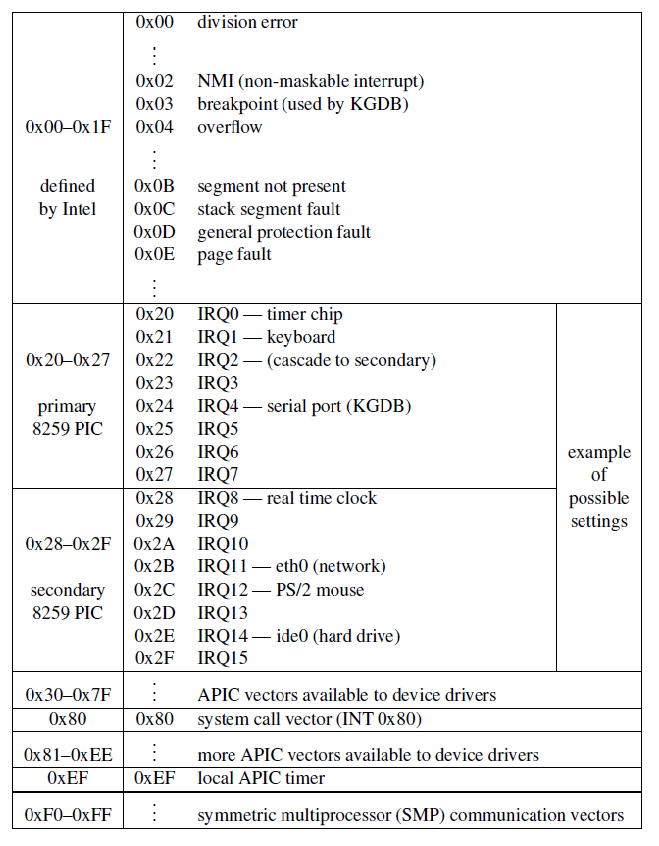 0x00 division error
⋮
0x02 NMI (non-maskable interrupt)
0x03 breakpoint (used by KGDB)
0x00–0x1F 0x04 overflow
⋮
defined 0x0B segment not present
by Intel 0x0C stack segment fault
0x0D general protection fault
0x0E page fault
⋮
0x20 IRQ0 — timer chip
0x21 IRQ1 — keyboard
0x20–0x27 0x22 IRQ2 — (cascade to secondary)
0x23 IRQ3
primary 0x24 IRQ4 — serial port (KGDB)
8259 PIC 0x25 IRQ5
0x26 IRQ6 example
0x27 IRQ7 of
0x28 IRQ8 — real time clock possible
0x29 IRQ9 settings
0x28–0x2F 0x2A IRQ10
0x2B IRQ11 — eth0 (network)
secondary 0x2C IRQ12 — PS/2 mouse
8259 PIC 0x2D IRQ13
0x2E IRQ14 — ide0 (hard drive)
0x2F IRQ15
0x30–0x7F ⋮ APIC vectors available to device drivers
0x80 0x80 system call vector (INT 0x80)
0x81–0xEE ⋮ more APIC vectors available to device drivers
0xEF 0xEF local APIC timer
0xF0–0xFF ⋮ symmetric multiprocessor (SMP) communication vectors